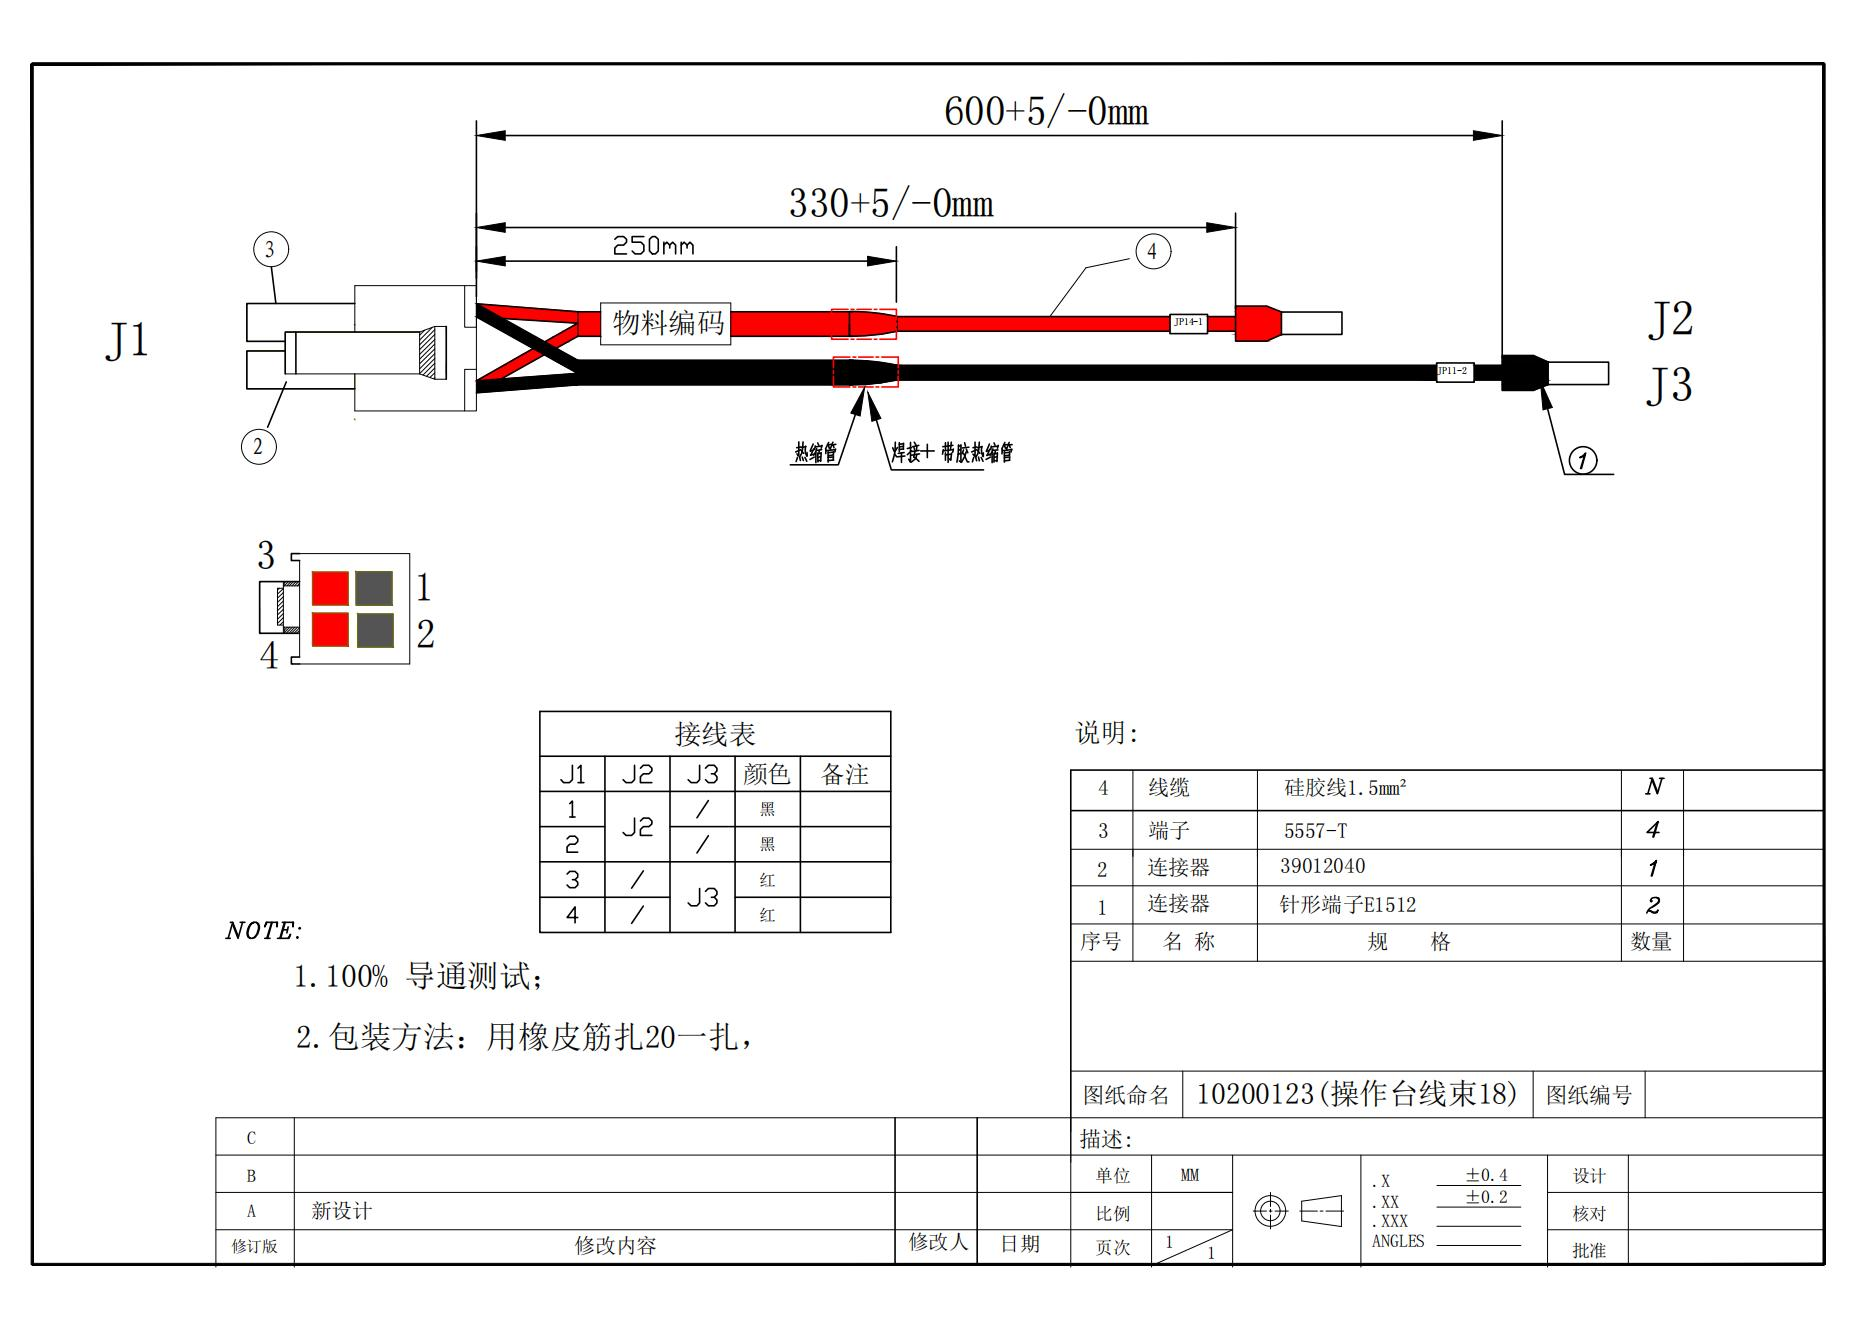 600+5/-0mm
330+5/-0mm
250mm
3
4
J1
物料编码
JP14-1
J2
JP11-2
J3
2
热缩管
焊接+ 带胶热缩管
1
3
1
2
4
接线表
J1 J2 J3 颜色 备注
1 J2 / 黑
2 / 黑
3 / J3 红
4 / 红
说明:
4 线缆 硅胶线1.5mm² N
3 端子 5557-T 4
2 连接器 39012040 1
1 连接器 针形端子E1512 2
序号 名 称 规 格 数量
NOTE:
1.100% 导通测试;
2.包装方法: 用橡皮筋扎20一扎,
图纸命名 10200123(操作台线束18) 图纸编号
描述:
C
B
A 新设计
修订版 修改内容 修改人 日期
单位 MM
比例
页次 1 1
.X ±0.4
.XX ±0.2
.XXX
ANGLES
设计
核对
批准